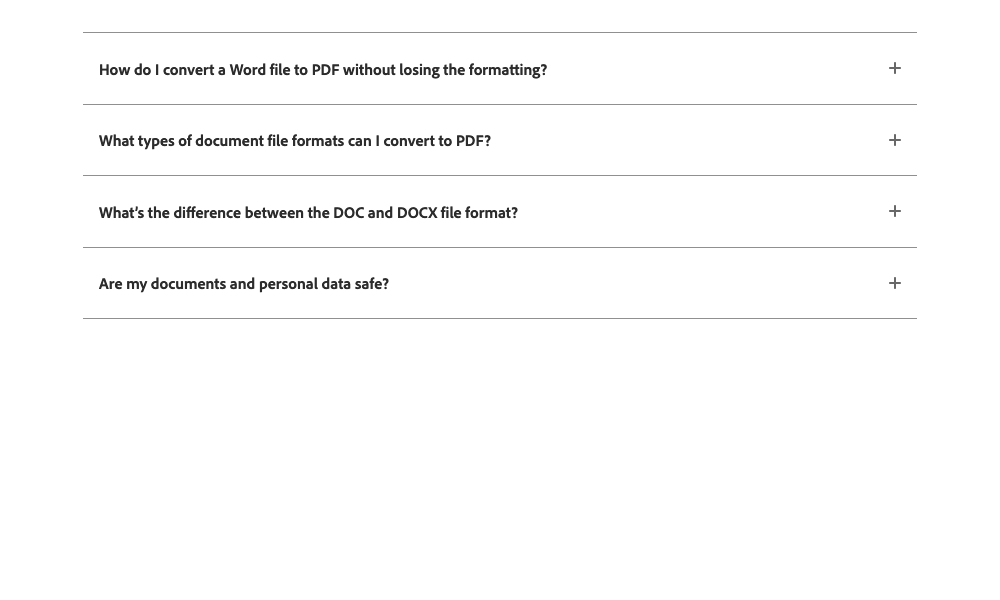 How do I convert a Word file to PDF without losing the formatting?
What types of document file formats can I convert to PDF?
What’s the difference between the DOC and DOCX file format?
Are my documents and personal data safe?